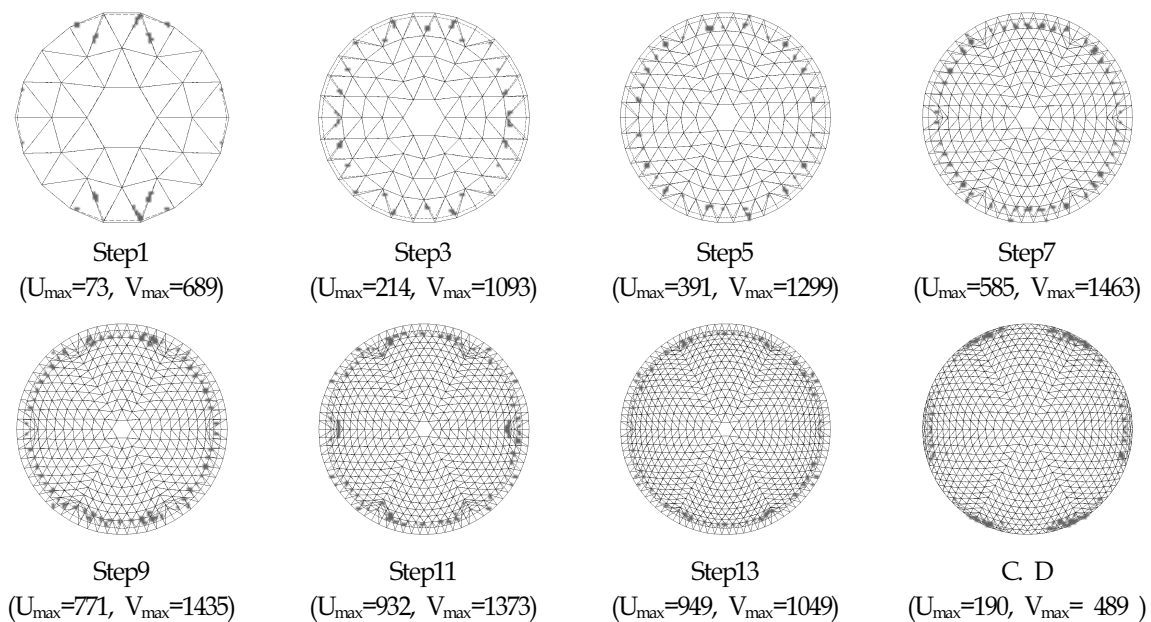 Step1 Step3 Step5 Step7
(Umax=73, Vmax=689) (Umax=214, Vmax=1093) (Umax=391, Vmax=1299) (Umax=585, Vmax=1463)
Step9 Step11 Step13 C. D
(Umax=771, Vmax=1435) (Umax=932, Vmax=1373) (Umax=949, Vmax=1049) (Umax=190, Vmax= 489 )